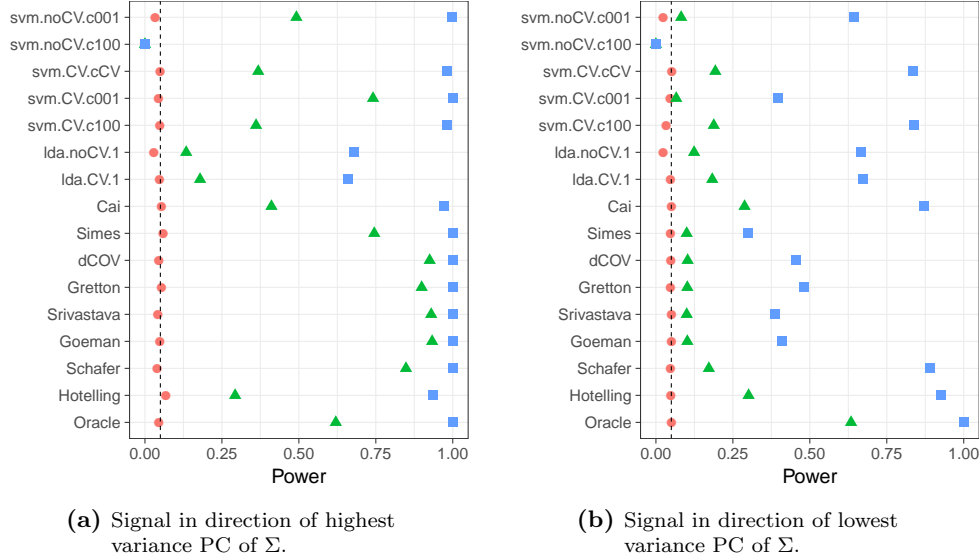 svm.noCV.c001
svm.noCV.c100
svm.CV.cCV
svm.CV.c001
svm.CV.c100
lda.noCV.1
lda.CV.1
Cai
Simes
dCOV
Gretton
Srivastava
Goeman
Schafer
Hotelling
Oracle
0.00 0.25 0.50 0.75 1.00
Power
(a) Signal in direction of highest
variance PC of Σ.
svm.noCV.c001
svm.noCV.c100
svm.CV.cCV
svm.CV.c001
svm.CV.c100
lda.noCV.1
lda.CV.1
Cai
Simes
dCOV
Gretton
Srivastava
Goeman
Schafer
Hotelling
Oracle
0.00 0.25 0.50 0.75 1.00
Power
(b) Signal in direction of lowest
variance PC of Σ.